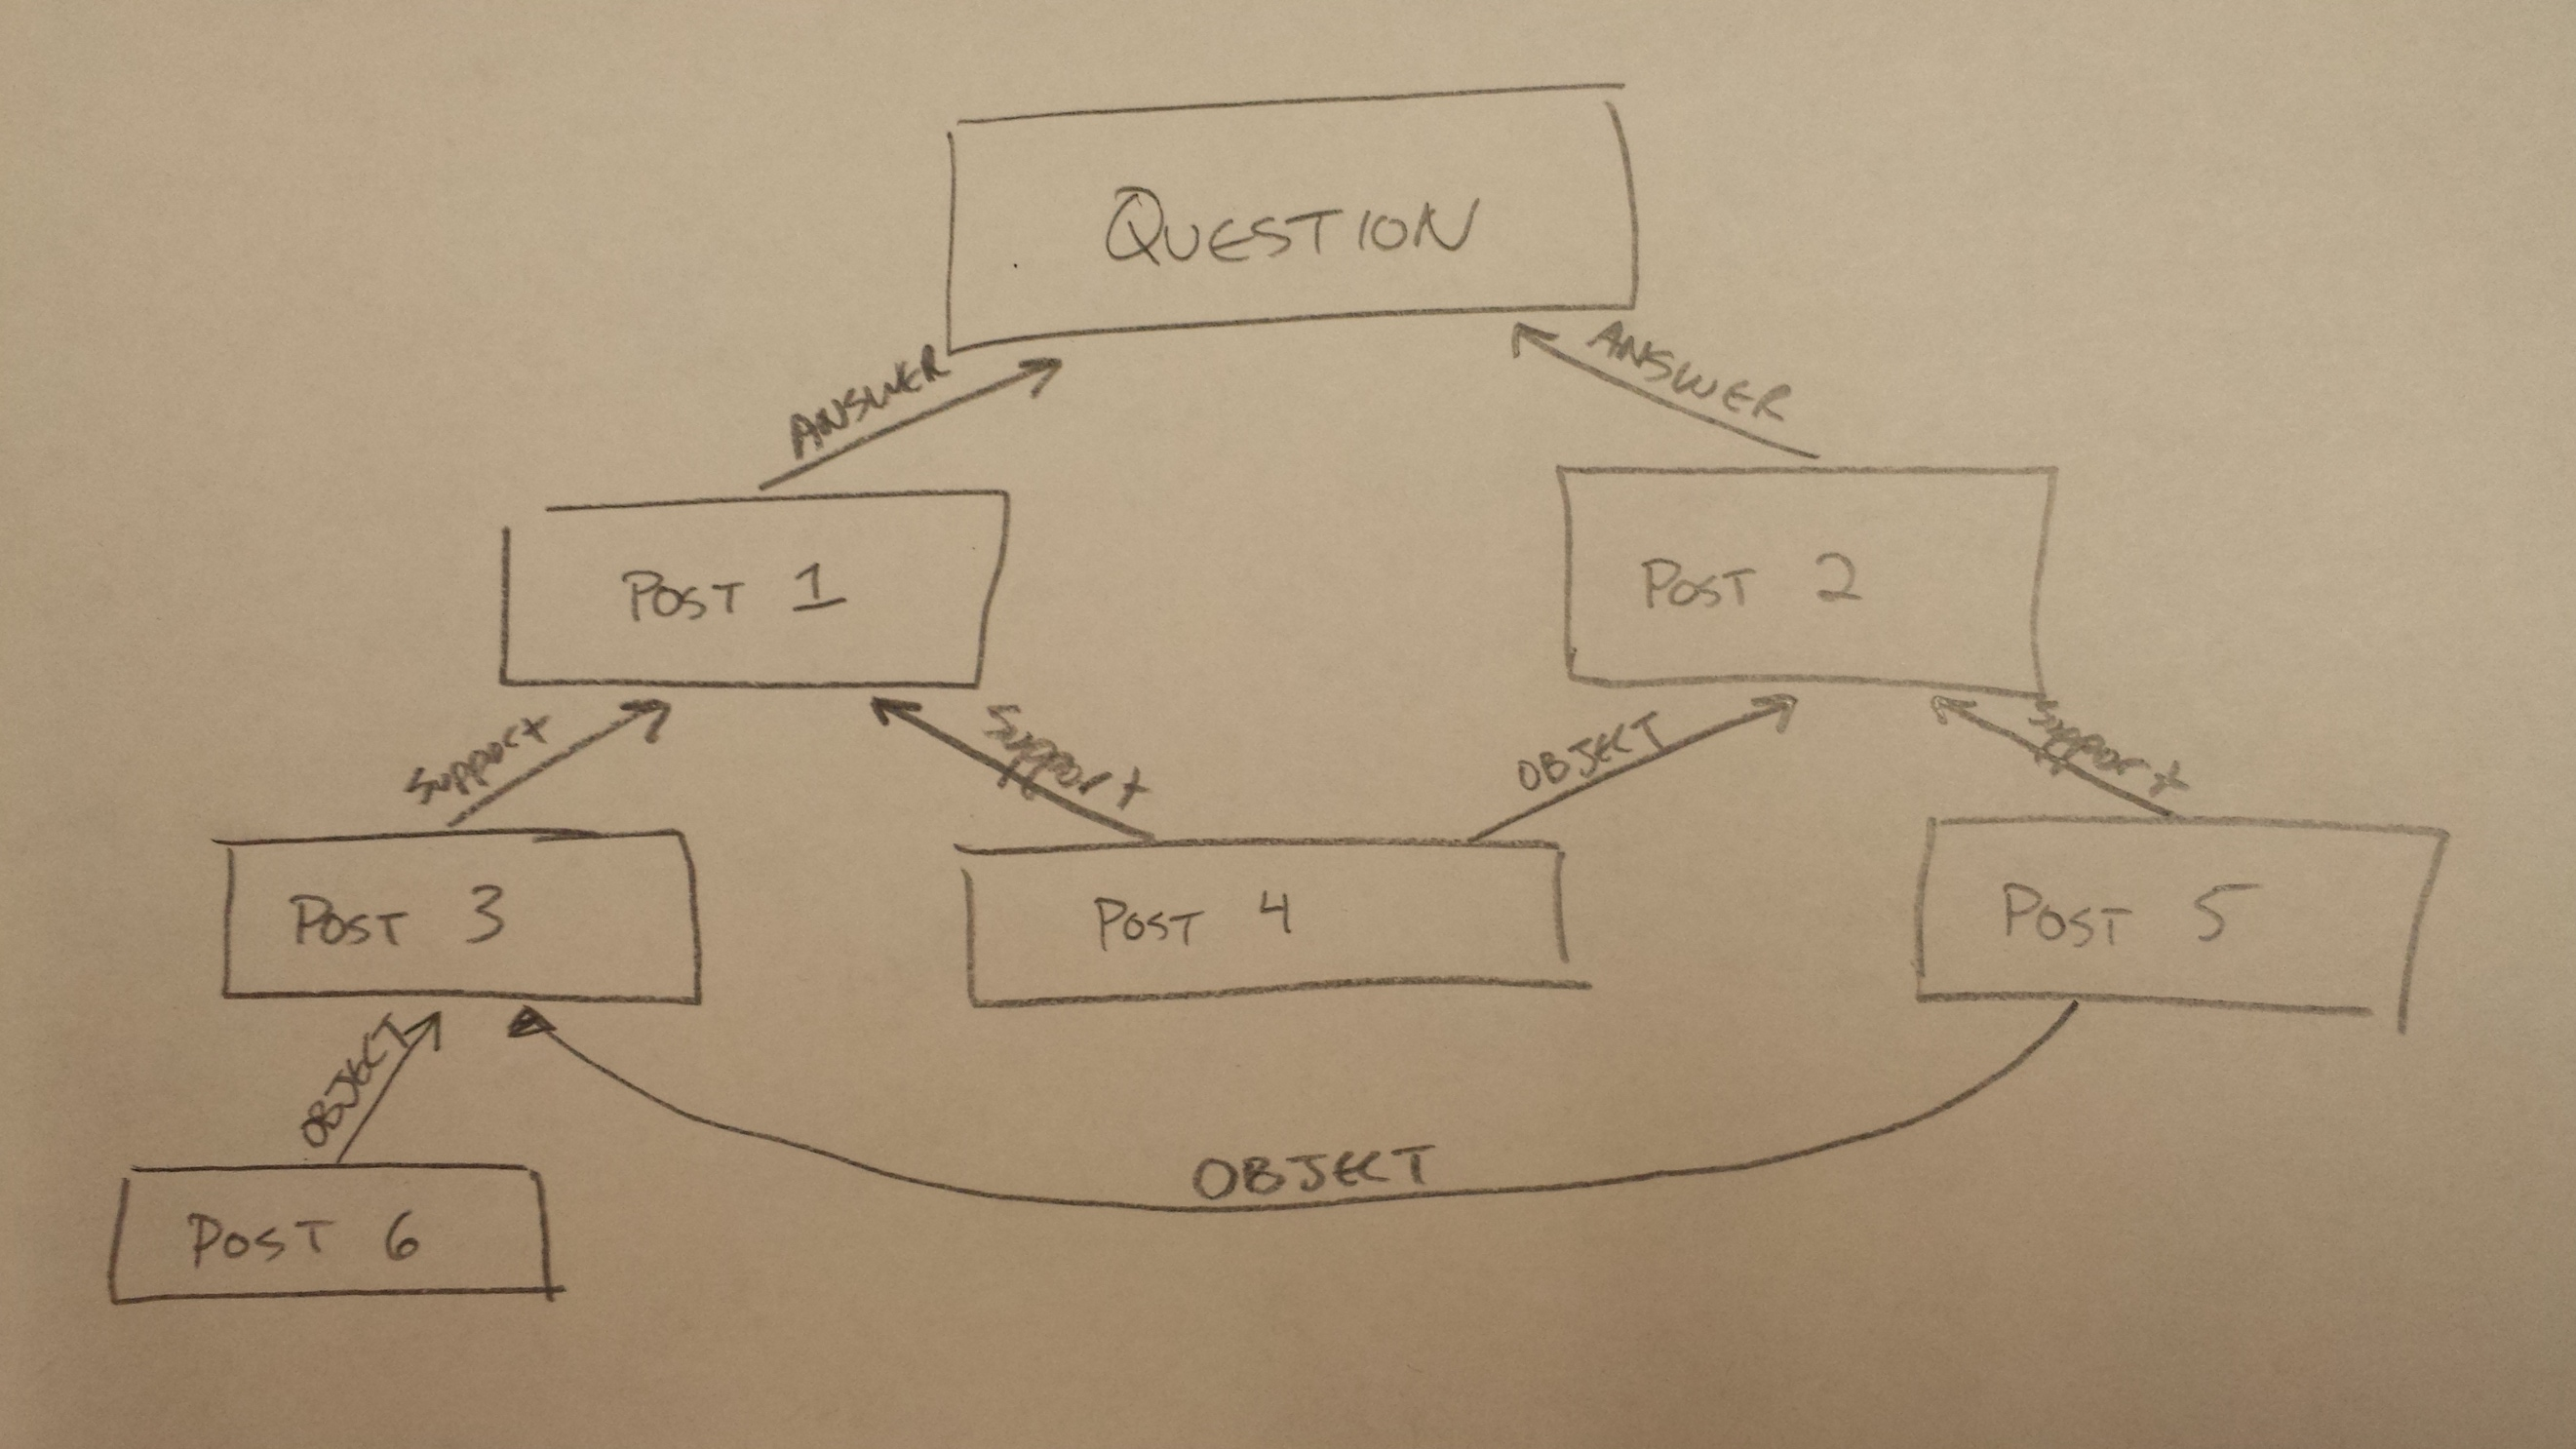 QUESTION
ANSWER
ANSWER
POST 1
POST 2
Support
Support
OBJECT
Support
POST 3
POST 4
POST 5
OBJECT
OBJECT
POST 6